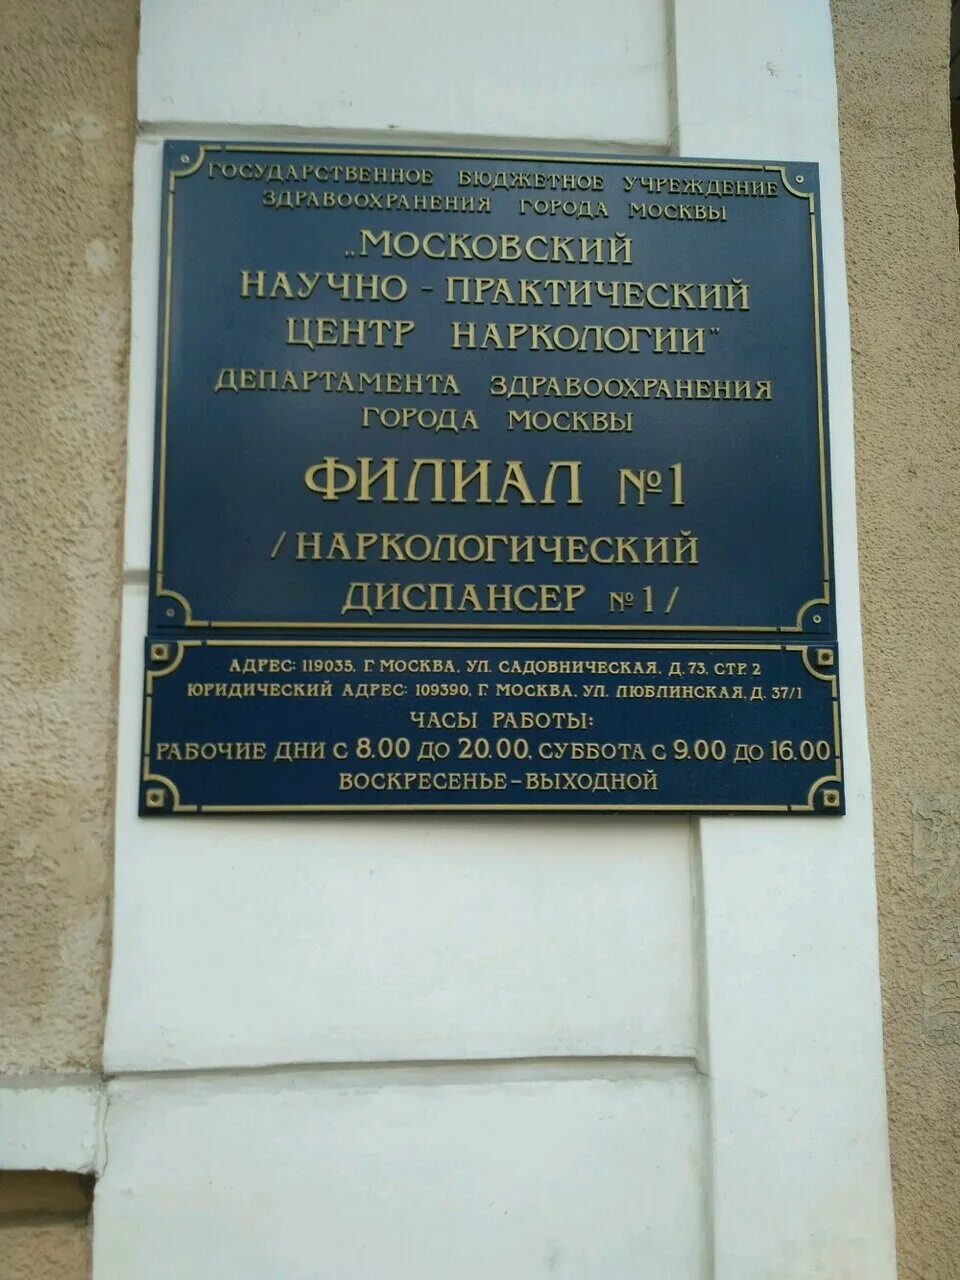 ГОСУДАРСТВЕННОЕ БЮДЖЕТНОЕ УЧРЕЖДЕНИЕ
ЗДРАВООХРАНЕНИЯ ГОРОДА МОСКВЫ
„МОСКОВСКИЙ
НАУЧНО - ПРАКТИЧЕСКИЙ
ЦЕНТР НАРКОЛОГИИ"
ДЕПАРТАМЕНТА ЗДРАВООХРАНЕНИЯ
ГОРОДА МОСКВЫ
ФИЛИАЛ №1
/НАРКОЛОГИЧЕСКИЙ
ДИСПАНСЕР №1/
АДРЕС: 119035, Г. МОСКВА, УЛ. САДОВНИЧЕСКАЯ, Д. 73, СТР. 2
ЮРИДИЧЕСКИЙ АДРЕС: 109390, Г. МОСКВА, УЛ. ЛЮБЛИНСКАЯ, Д. 37/1
ЧАСЫ РАБОТЫ:
РАБОЧИЕ ДНИ С 8.00 ДО 20.00, СУББОТА С 9.00 ДО 16.00
ВОСКРЕСЕНЬЕ-ВЫХОДНОЙ